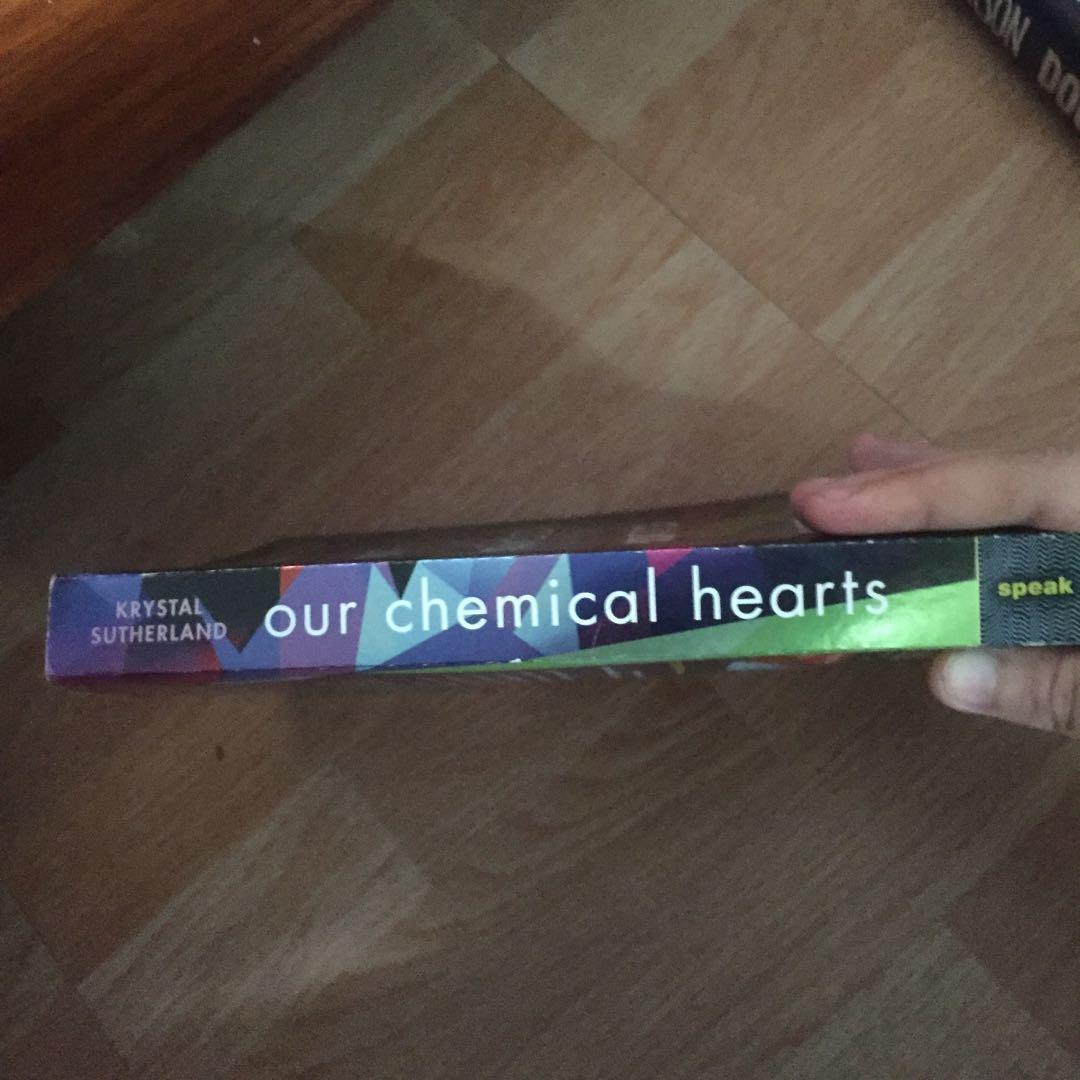 KRYSTAL
SUTHERLAND
our chemical hearts
speak